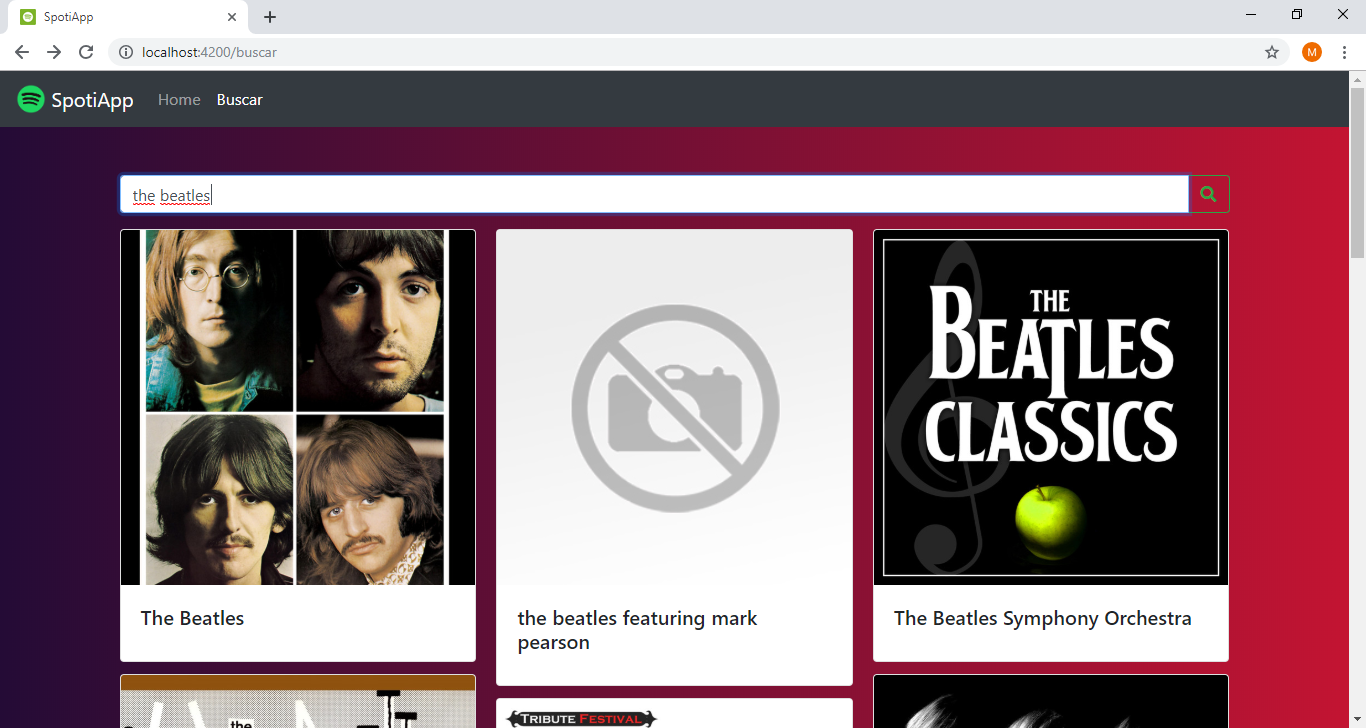 SpotiApp
localhost:4200/buscar
M
SpotiApp Home Buscar
the beatles
THE
BEATLES
CLASSICS
The Beatles
the beatles featuring mark
pearson
The Beatles Symphony Orchestra
the
TRIBUTE FESTIVAL